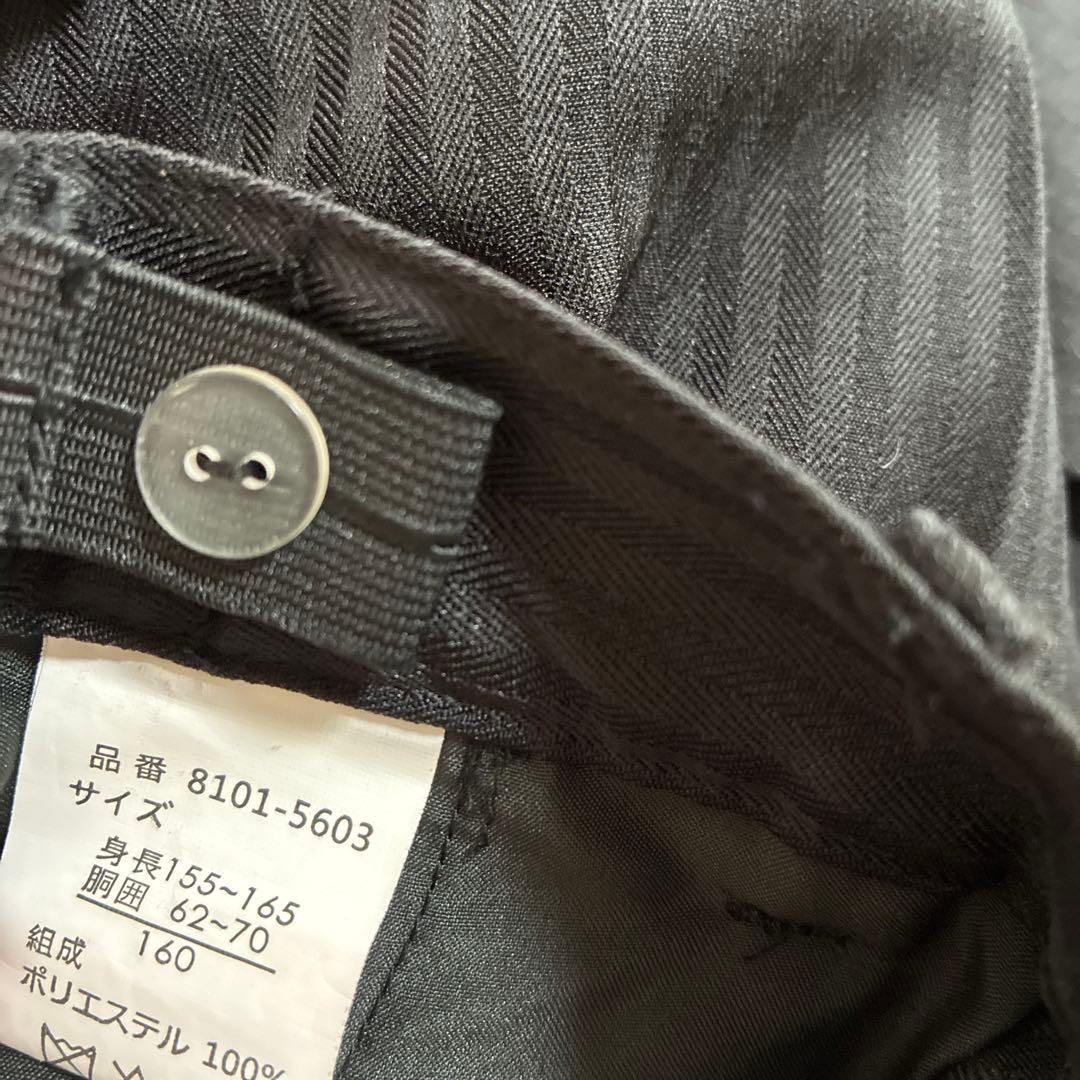 品番 8101-5603
サイズ
身長155~165
胴囲 62~70
160
組成
ポリエステル 100%